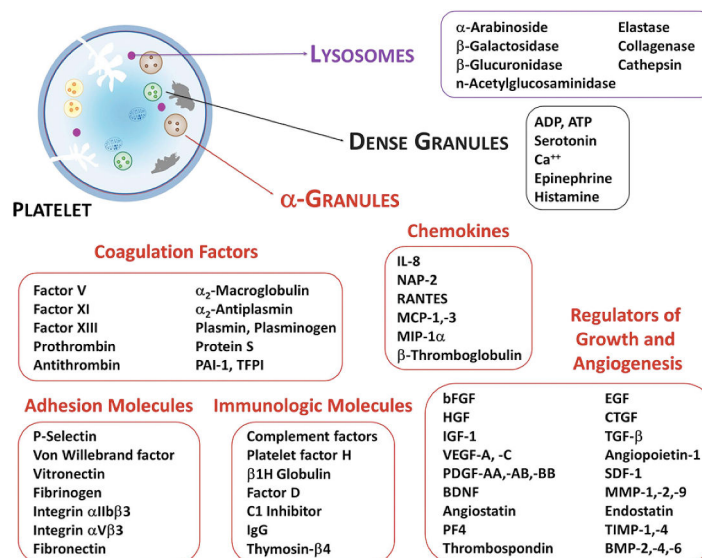 LYSOSOMES
α-Arabinoside Elastase
β-Galactosidase Collagenase
β-Glucuronidase Cathepsin
n-Acetylglucosaminidase
DENSE GRANULES
ADP, ATP
Serotonin
Ca⁺⁺
Epinephrine
Histamine
α-GRANULES
PLATELET
Coagulation Factors
Factor V α₂-Macroglobulin
Factor XI α₂-Antiplasmin
Factor XIII Plasmin, Plasminogen
Prothrombin Protein S
Antithrombin PAI-1, TFPI
Chemokines
IL-8
NAP-2
RANTES
MCP-1,-3
MIP-1α
β-Thromboglobulin
Adhesion Molecules
P-Selectin
Von Willebrand factor
Vitronectin
Fibrinogen
Integrin αIIbβ3
Integrin αVβ3
Fibronectin
Immunologic Molecules
Complement factors
Platelet factor H
β1H Globulin
Factor D
C1 Inhibitor
IgG
Thymosin-β4
Regulators of
Growth and
Angiogenesis
bFGF EGF
HGF CTGF
IGF-1 TGF-β
VEGF-A, -C Angiopoietin-1
PDGF-AA,-AB,-BB SDF-1
BDNF MMP-1,-2,-9
Angiostatin Endostatin
PF4 TIMP-1,-4
Thrombospondin BMP-2,-4,-6